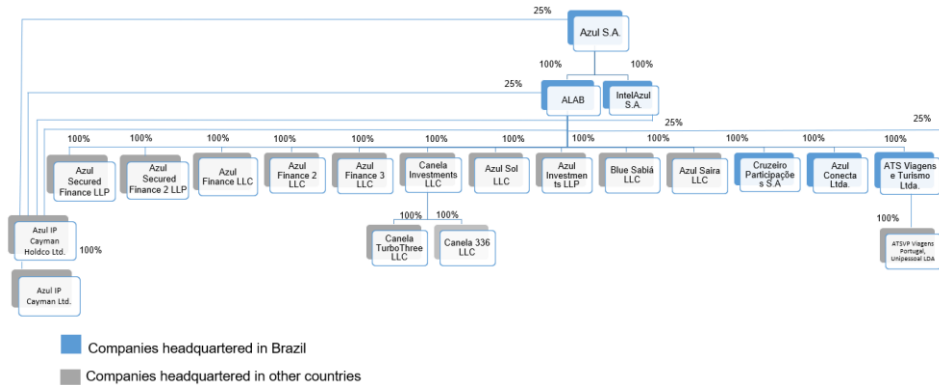 25%
25%
Azul S.A.
100%
100%
25%
ALAB
IntelAzul
S.A.
25%
100%
100%
100%
100%
100%
100%
100%
100%
100%
100%
100%
100%
100%
Azul
Secured
Finance LLP
Azul
Secured
Finance 2 LLP
Azul
Finance LLC
Azul
Finance 2
LLC
Azul
Finance 3
LLC
Canela
Investments
LLC
Azul Sol
LLC
Azul
Investmen
ts LLP
Blue Sabiá
LLC
Azul Saira LLC
Cruzeiro
Participaçõe
s S.A
Azul
Conecta
Ltda.
ATS Viagens
e Turismo
Ltda.
Azul IP
Cayman
Holdco Ltd.
100%
100%
100%
100%
Canela
TurboThree
LLC
Canela 336
LLC
ATSVP Viagens
Portugal,
Unipessoal LDA
Azul IP
Cayman Ltd.
Companies headquartered in Brazil
Companies headquartered in other countries